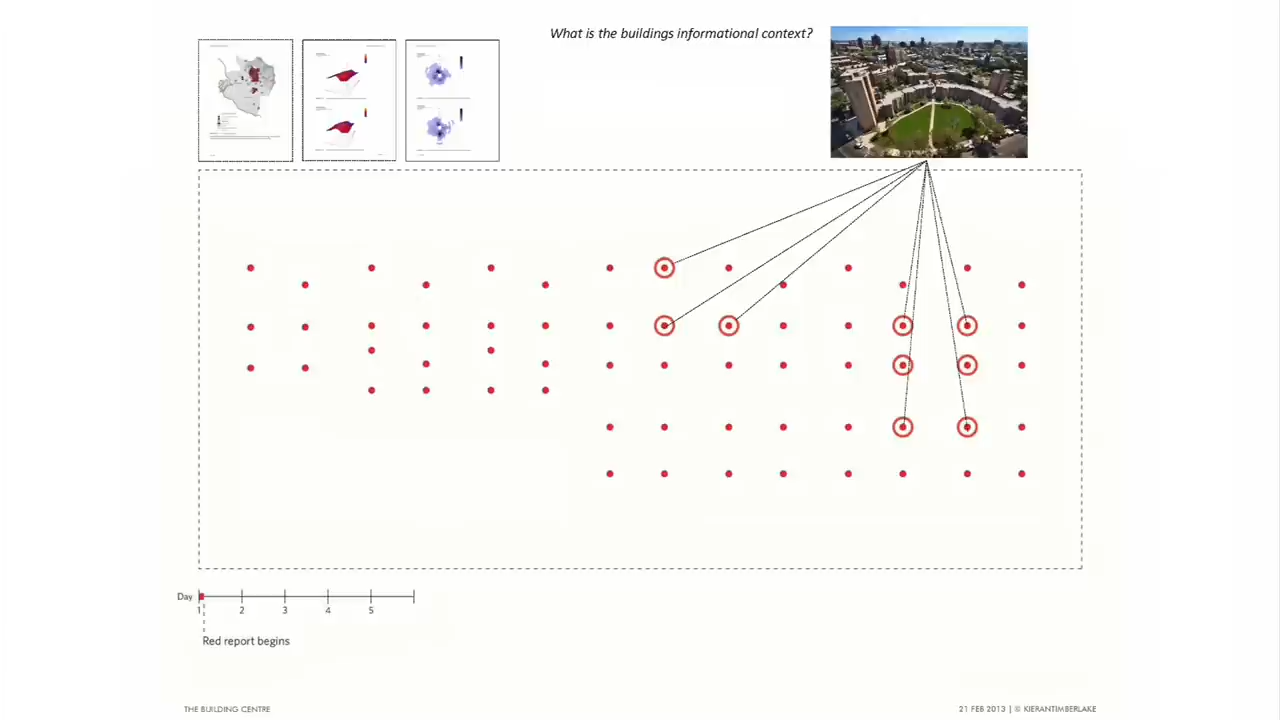 What is the buildings informational context?
Day
1 2 3 4 5
Red report begins
THE BUILDING CENTRE
21 FEB 2013 | © KIERANTIMBERLAKE